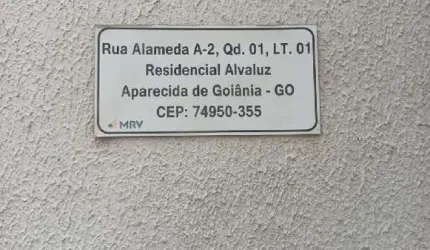 Rua Alameda A-2, Qd. 01, LT. 01
Residencial Alvaluz
Aparecida de Goiânia - GO
CEP: 74950-355
MRV